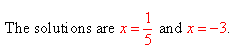 The solutions are x = 1/5 and x = −3.